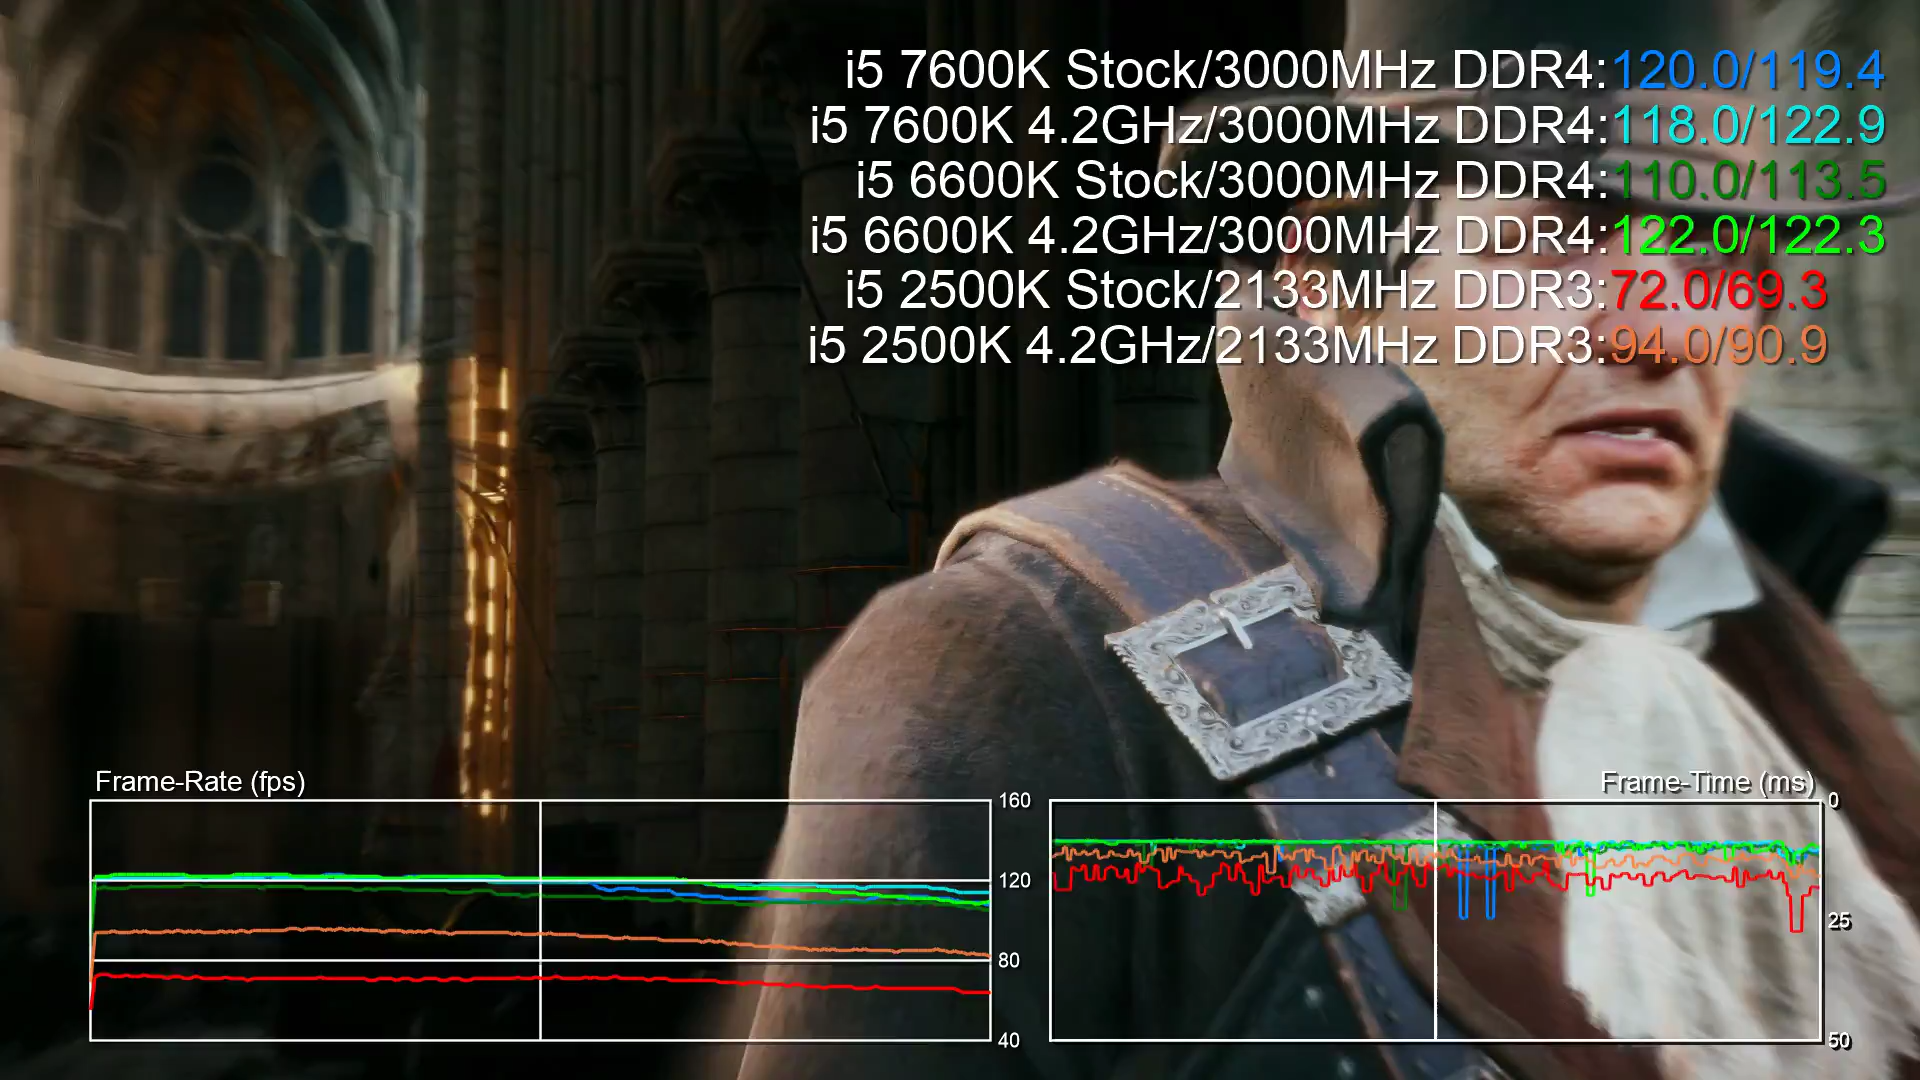 i5 7600K Stock/3000MHz DDR4:120.0/119.4
i5 7600K 4.2GHz/3000MHz DDR4:118.0/122.9
i5 6600K Stock/3000MHz DDR4:110.0/113.5
i5 6600K 4.2GHz/3000MHz DDR4:122.0/122.3
i5 2500K Stock/2133MHz DDR3:72.0/69.3
i5 2500K 4.2GHz/2133MHz DDR3:94.0/90.9
Frame-Rate (fps)
160
120
80
40
Frame-Time (ms)
0
25
50